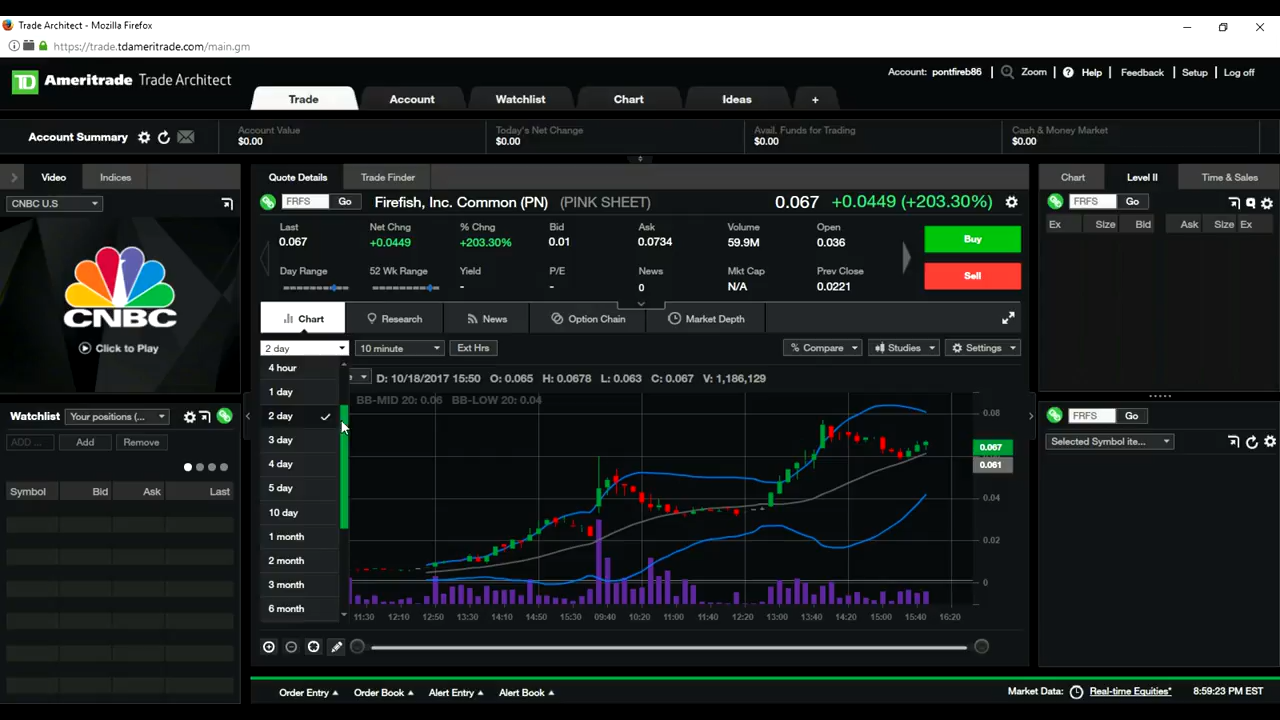 Trade Architect - Mozilla Firefox
https://trade.tdameritrade.com/main.gm
TD Ameritrade Trade Architect
Account: pontfireb86 | Zoom | ? Help | Feedback | Setup | Log off
Trade Account Watchlist Chart Ideas +
Account Summary
Account Value
$0.00
Today's Net Change
$0.00
Avail. Funds for Trading
$0.00
Cash & Money Market
$0.00
Video Indices
CNBC U.S
CNBC
Click to Play
Watchlist Your positions (...
ADD ... Add Remove
Symbol Bid Ask Last
Quote Details Trade Finder
FRFS Go Firefish, Inc. Common (PN) (PINK SHEET) 0.067 +0.0449 (+203.30%)
Last Net Chng % Chng Bid Ask Volume Open
0.067 +0.0449 +203.30% 0.01 0.0734 59.9M 0.036
Day Range 52 Wk Range Yield P/E News Mkt Cap Prev Close
- - 0 N/A 0.0221
Buy
Sell
Chart Research News Option Chain Market Depth
2 day 10 minute Ext Hrs % Compare Studies Settings
4 hour
1 day
2 day
3 day
4 day
5 day
10 day
1 month
2 month
3 month
6 month
D: 10/18/2017 15:50 O: 0.065 H: 0.0678 L: 0.063 C: 0.067 V: 1,186,129
BB-MID 20: 0.06 BB-LOW 20: 0.04
0.08
0.067
0.061
0.04
0.02
0
11:30 12:10 12:50 13:30 14:10 14:50 15:30 09:40 10:20 11:00 11:40 12:20 13:00 13:40 14:20 15:00 15:40 16:20
Chart Level II Time & Sales
FRFS Go
Ex Size Bid Ask Size Ex
FRFS Go
Selected Symbol ite...
Order Entry Order Book Alert Entry Alert Book
Market Data: Real-time Equities* 8:59:23 PM EST